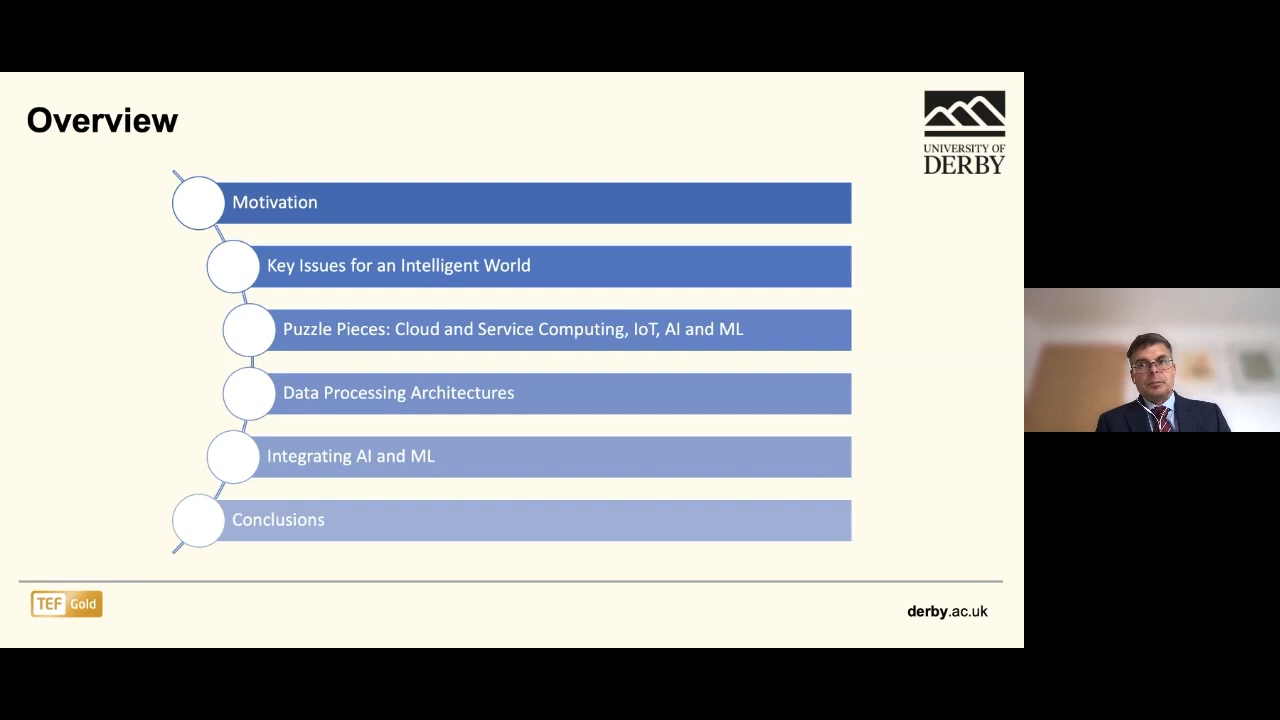 Overview
UNIVERSITY OF
DERBY
Motivation
Key Issues for an Intelligent World
Puzzle Pieces: Cloud and Service Computing, IoT, AI and ML
Data Processing Architectures
Integrating AI and ML
Conclusions
TEF Gold
derby.ac.uk